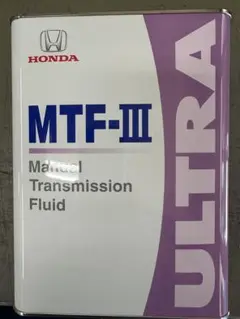 HONDA
MTF-III
Manual
Transmission
Fluid
ULTRA